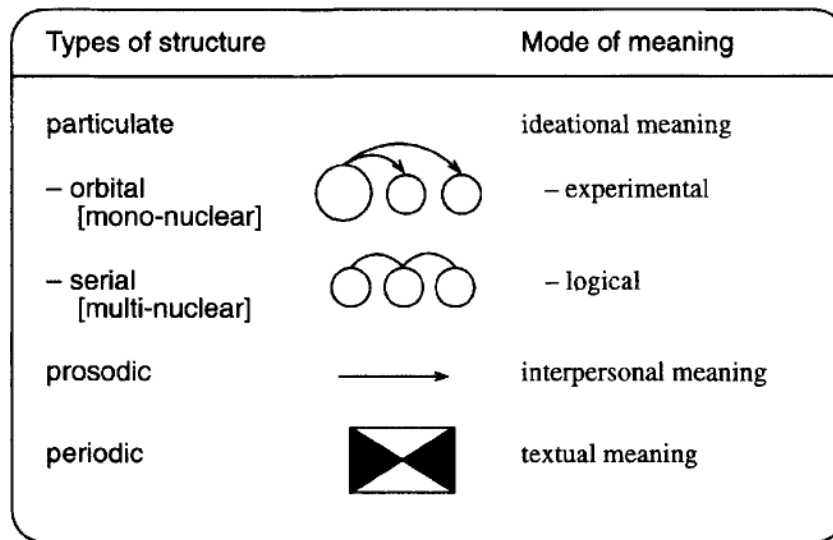 Types of structure Mode of meaning
particulate ideational meaning
– orbital – experimental
[mono-nuclear]
– serial – logical
[multi-nuclear]
prosodic interpersonal meaning
periodic textual meaning